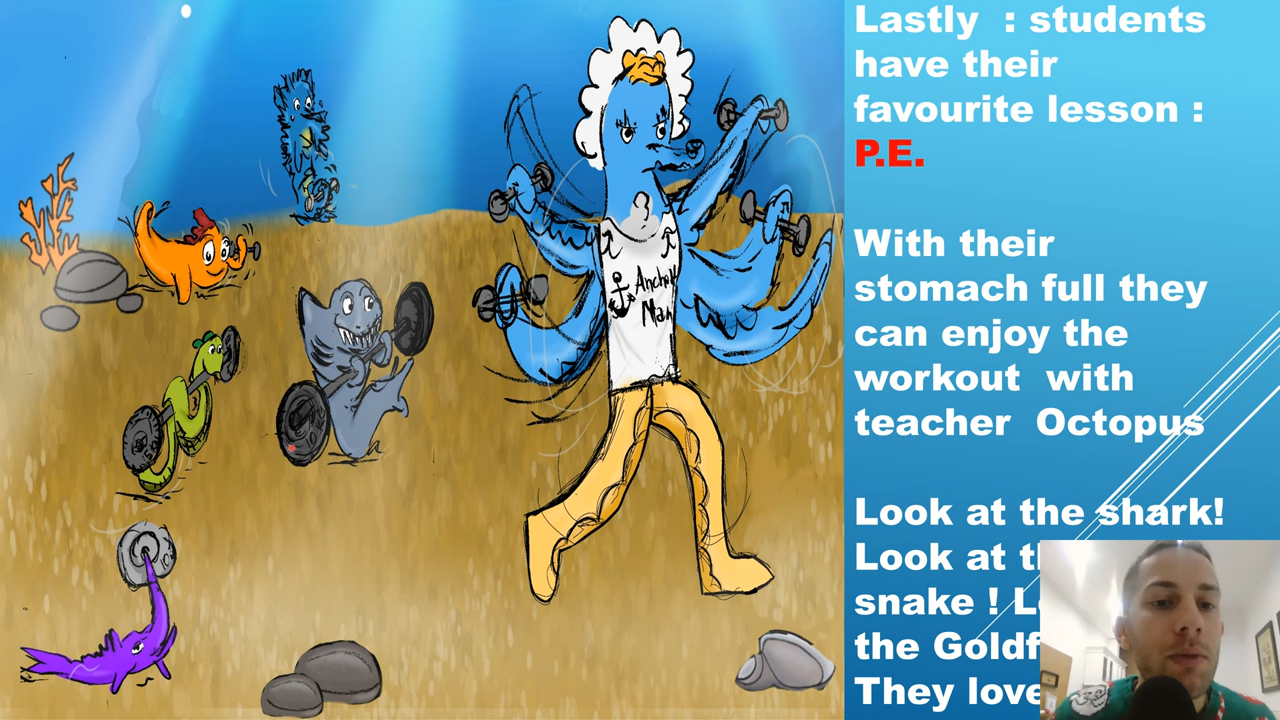 Lastly : students
have their
favourite lesson :
P.E.
With their
stomach full they
can enjoy the
workout with
teacher Octopus
Look at the shark!
Look at
snake !
the
They love
Anchor
Man